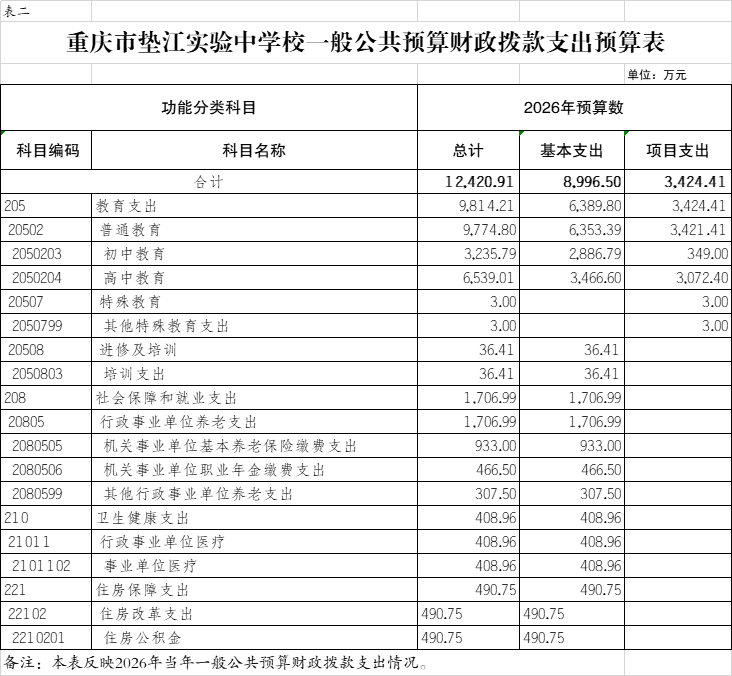 表二
重庆市垫江实验中学校一般公共预算财政拨款支出预算表
单位：万元
功能分类科目 2026年预算数
科目编码 科目名称 总计 基本支出 项目支出
合计 12,420.91 8,996.50 3,424.41
205 教育支出 9,814.21 6,389.80 3,424.41
20502 普通教育 9,774.80 6,353.39 3,421.41
2050203 初中教育 3,235.79 2,886.79 349.00
2050204 高中教育 6,539.01 3,466.60 3,072.40
20507 特殊教育 3.00 3.00
2050799 其他特殊教育支出 3.00 3.00
20508 进修及培训 36.41 36.41
2050803 培训支出 36.41 36.41
208 社会保障和就业支出 1,706.99 1,706.99
20805 行政事业单位养老支出 1,706.99 1,706.99
2080505 机关事业单位基本养老保险缴费支出 933.00 933.00
2080506 机关事业单位职业年金缴费支出 466.50 466.50
2080599 其他行政事业单位养老支出 307.50 307.50
210 卫生健康支出 408.96 408.96
21011 行政事业单位医疗 408.96 408.96
2101102 事业单位医疗 408.96 408.96
221 住房保障支出 490.75 490.75
22102 住房改革支出 490.75 490.75
2210201 住房公积金 490.75 490.75
备注：本表反映2026年当年一般公共预算财政拨款支出情况。